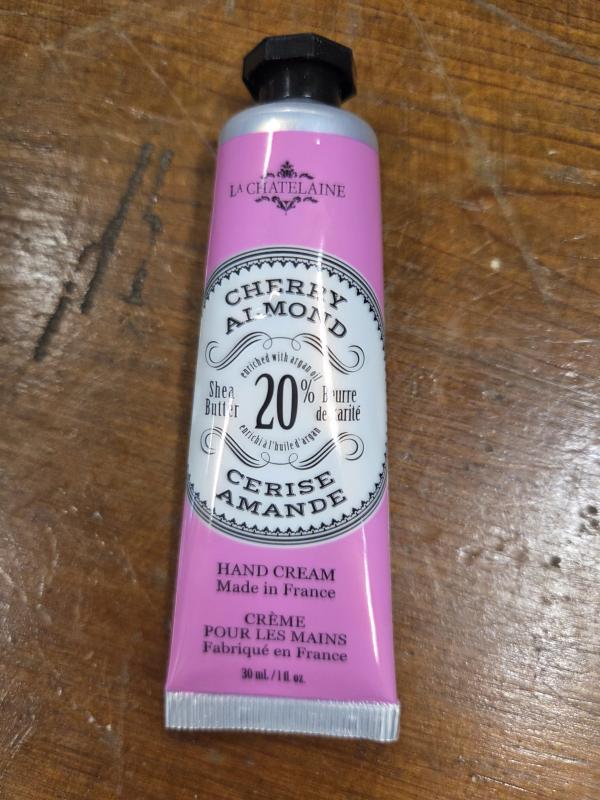 LA CHATELAINE
CHERRY
ALMOND
enriched with argan oil
Shea
Butter
20%
Beurre
de karité
enrichi à l'huile d'argan
CERISE
AMANDE
HAND CREAM
Made in France
CRÈME
POUR LES MAINS
Fabriqué en France
30 ml. / 1 fl. oz.